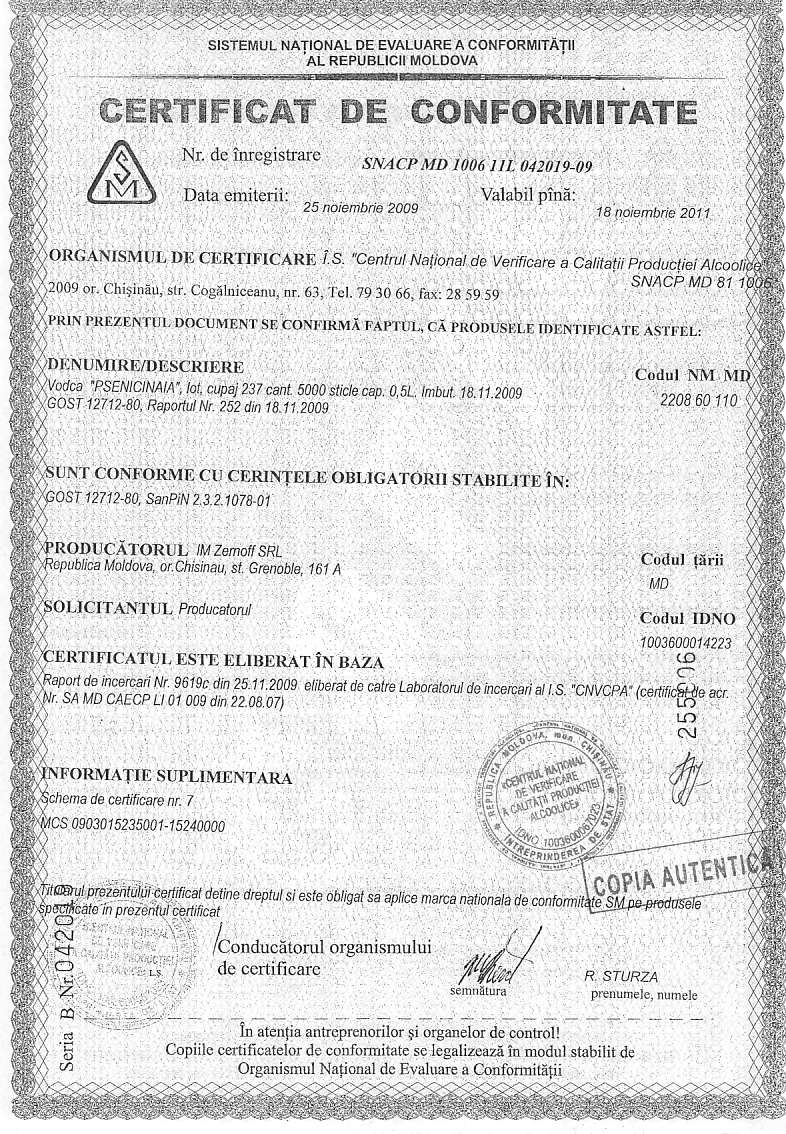 SISTEMUL NAȚIONAL DE EVALUARE A CONFORMITĂȚII
AL REPUBLICII MOLDOVA
CERTIFICAT DE CONFORMITATE
SM
Nr. de înregistrare SNACP MD 1006 11L 042019-09
Data emiterii: 25 noiembrie 2009 Valabil pînă: 18 noiembrie 2011
ORGANISMUL DE CERTIFICARE Î.S. "Centrul Național de Verificare a Calitații Producției Alcoolice"
SNACP MD 81 1006
2009 or. Chişinău, str. Cogălniceanu, nr. 63, Tel. 79 30 66, fax: 28 59 59
PRIN PREZENTUL DOCUMENT SE CONFIRMĂ FAPTUL, CĂ PRODUSELE IDENTIFICATE ASTFEL:
DENUMIRE/DESCRIERE Codul NM MD
Vodca "PSENICINAIA", lot, cupaj 237 cant. 5000 sticle cap. 0,5L. Imbut. 18.11.2009
2208 60 110
GOST 12712-80, Raportul Nr. 252 din 18.11.2009
SUNT CONFORME CU CERINȚELE OBLIGATORII STABILITE ÎN:
GOST 12712-80, SanPiN 2.3.2.1078-01
PRODUCĂTORUL IM Zernoff SRL Codul țării
Republica Moldova, or.Chisinau, st. Grenoble, 161 A
MD
SOLICITANTUL Producatorul Codul IDNO
1003600014223
CERTIFICATUL ESTE ELIBERAT ÎN BAZA
Raport de incercari Nr. 9619c din 25.11.2009 eliberat de catre Laboratorul de incercari al I.S. "CNVCPA" (certificat de acr.
Nr. SA MD CAECP LI 01 009 din 22.08.07)
REPUBLICA MOLDOVA, mun. CHIŞINĂU
«CENTRUL NAȚIONAL
DE VERIFICARE
A CALITĂȚII PRODUCȚIEI
ALCOOLICE»
IDNO 1003600067023
ÎNTREPRINDEREA DE STAT
INFORMAȚIE SUPLIMENTARA
Schema de certificare nr. 7
MCS 0903015235001-15240000
COPIA AUTENTICA
Titularul prezentului certificat detine dreptul si este obligat sa aplice marca nationala de conformitate SM pe produsele
specificate in prezentul certificat
Seria B Nr.
L.S.
Conducătorul organismului
de certificare
semnătura
R. STURZA
prenumele, numele
În atenția antreprenorilor şi organelor de control!
Copiile certificatelor de conformitate se legalizează în modul stabilit de
Organismul Național de Evaluare a Conformității